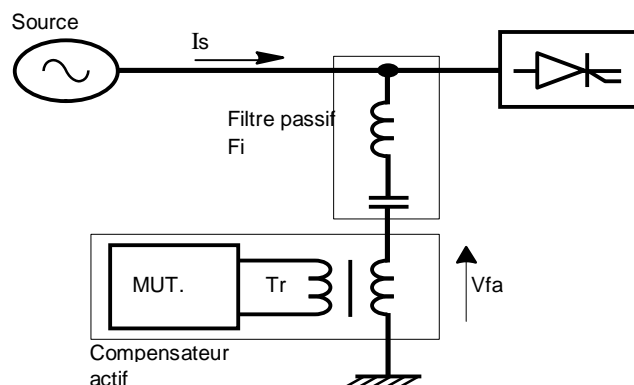 Source
Is
Filtre passif
Fi
MUT.
Tr
Vfa
Compensateur
actif